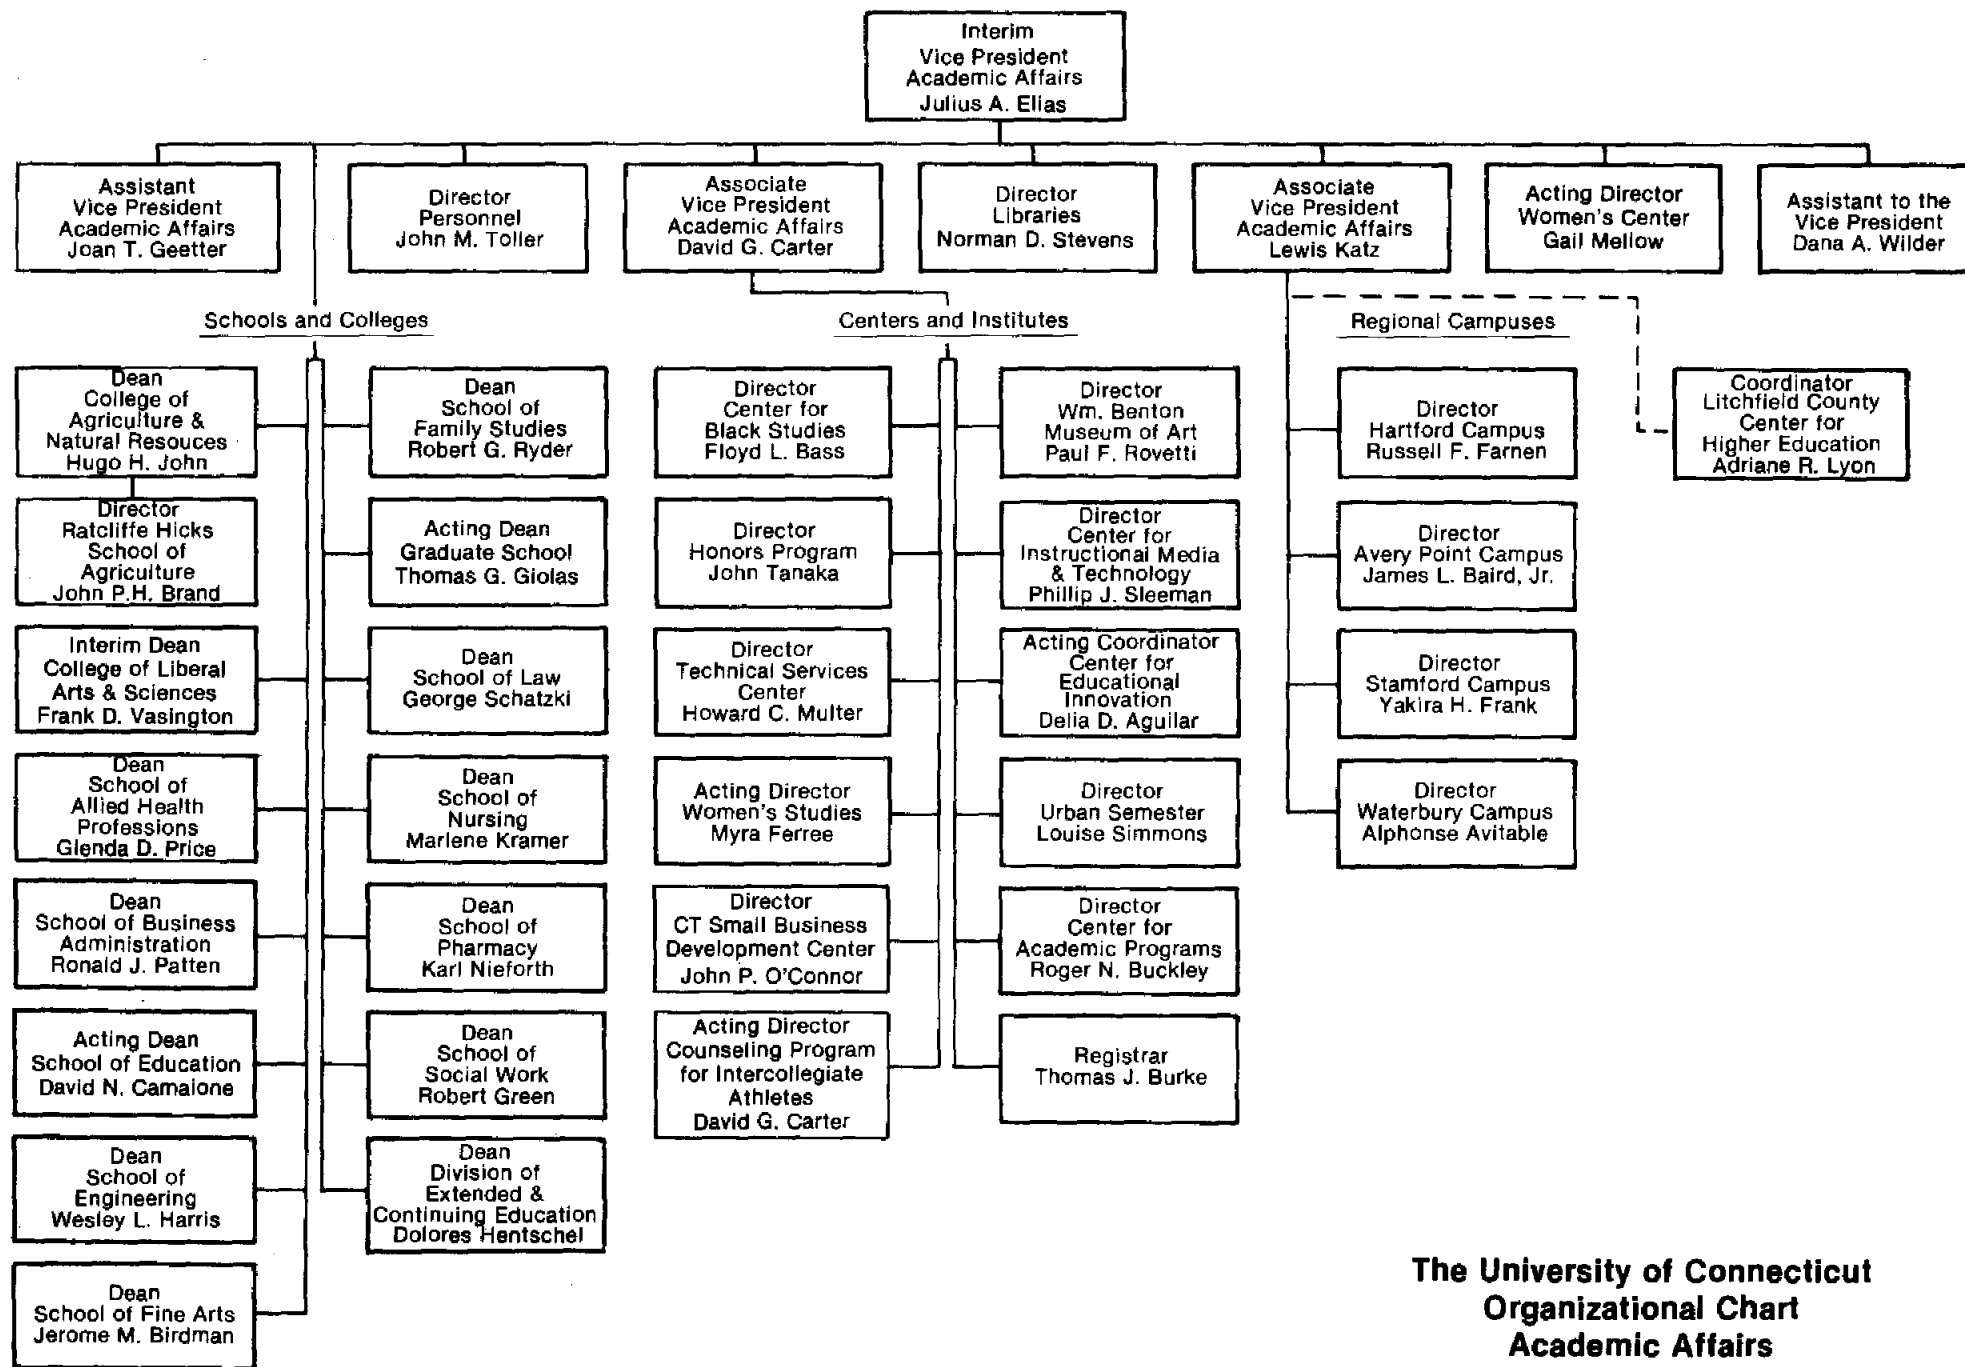 Interim
Vice President
Academic Affairs
Julius A. Elias
Assistant
Vice President
Academic Affairs
Joan T. Geetter
Director
Personnel
John M. Toller
Associate
Vice President
Academic Affairs
David G. Carter
Director
Libraries
Norman D. Stevens
Associate
Vice President
Academic Affairs
Lewis Katz
Acting Director
Women's Center
Gail Mellow
Assistant to the
Vice President
Dana A. Wilder
Schools and Colleges
Dean
College of
Agriculture &
Natural Resouces
Hugo H. John
Director
Ratcliffe Hicks
School of
Agriculture
John P.H. Brand
Interim Dean
College of Liberal
Arts & Sciences
Frank D. Vasington
Dean
School of
Allied Health
Professions
Glenda D. Price
Dean
School of Business
Administration
Ronald J. Patten
Acting Dean
School of Education
David N. Camaione
Dean
School of
Engineering
Wesley L. Harris
Dean
School of Fine Arts
Jerome M. Birdman
Dean
School of
Family Studies
Robert G. Ryder
Acting Dean
Graduate School
Thomas G. Giolas
Dean
School of Law
George Schatzki
Dean
School of
Nursing
Marlene Kramer
Dean
School of
Pharmacy
Karl Nieforth
Dean
School of
Social Work
Robert Green
Dean
Division of
Extended &
Continuing Education
Dolores Hentschel
Centers and Institutes
Director
Center for
Black Studies
Floyd L. Bass
Director
Honors Program
John Tanaka
Director
Technical Services
Center
Howard C. Multer
Acting Director
Women's Studies
Myra Ferree
Director
CT Small Business
Development Center
John P. O'Connor
Acting Director
Counseling Program
for Intercollegiate
Athletes
David G. Carter
Director
Wm. Benton
Museum of Art
Paul F. Rovetti
Director
Center for
Instructional Media
& Technology
Phillip J. Sleeman
Acting Coordinator
Center for
Educational
Innovation
Delia D. Aguilar
Director
Urban Semester
Louise Simmons
Director
Center for
Academic Programs
Roger N. Buckley
Registrar
Thomas J. Burke
Regional Campuses
Director
Hartford Campus
Russell F. Farnen
Director
Avery Point Campus
James L. Baird, Jr.
Director
Stamford Campus
Yakira H. Frank
Director
Waterbury Campus
Alphonse Avitable
Coordinator
Litchfield County
Center for
Higher Education
Adriane R. Lyon
The University of Connecticut
Organizational Chart
Academic Affairs